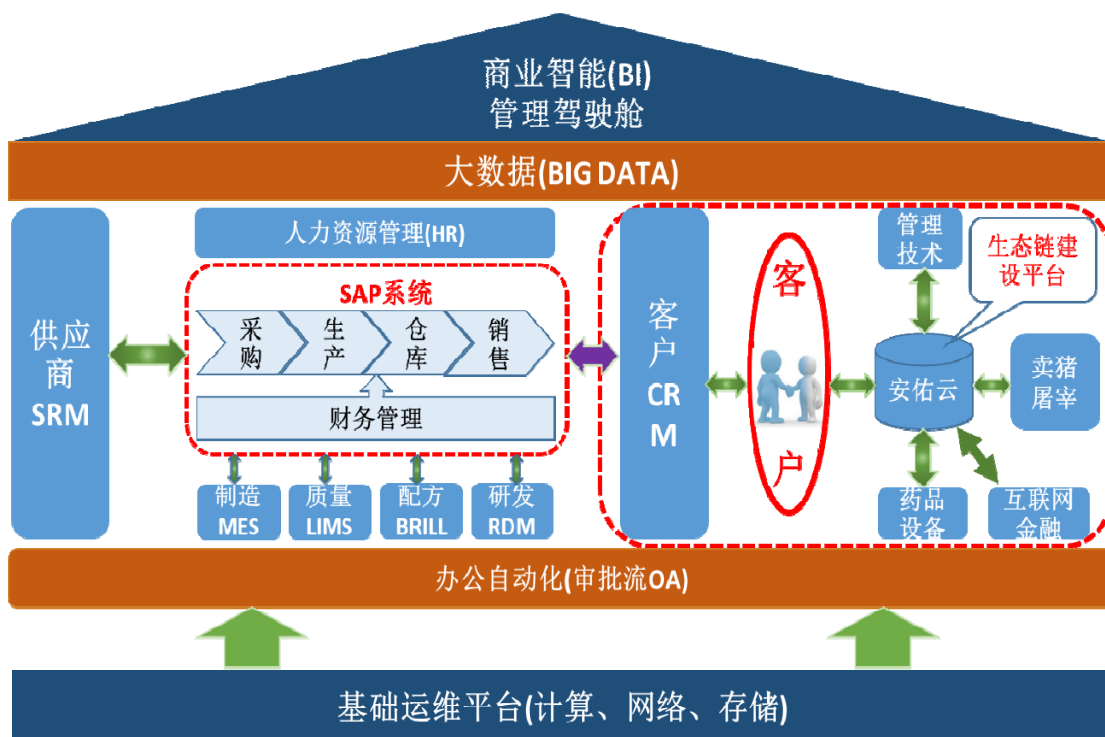 商业智能(BI)
管理驾驶舱
大数据(BIG DATA)
供应
商
SRM
人力资源管理(HR)
SAP系统
采
购
生
产
仓
库
销
售
财务管理
制造
MES
质量
LIMS
配方
BRILL
研发
RDM
客
户
CR
M
客
户
管理
技术
生态链建
设平台
安佑云
卖猪
屠宰
药品
设备
互联网
金融
办公自动化(审批流OA)
基础运维平台(计算、网络、存储)